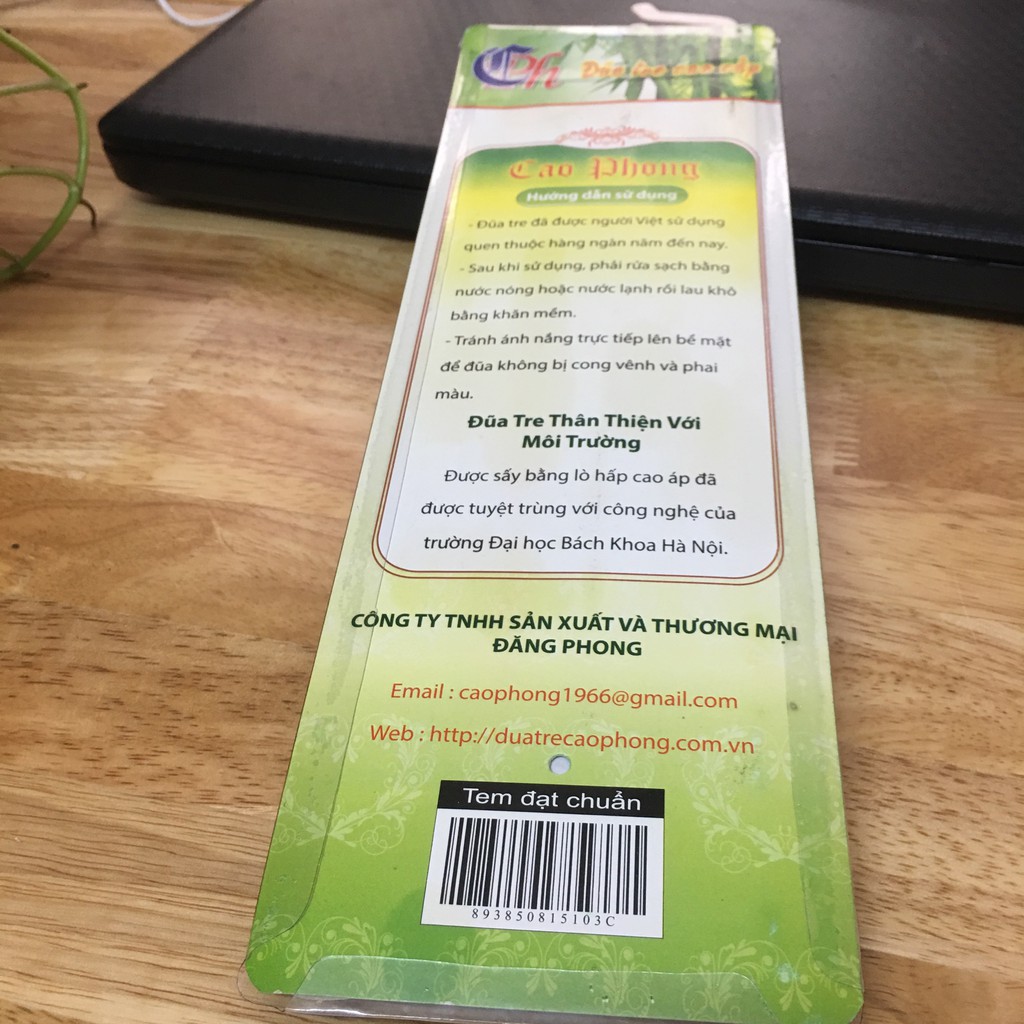 CPh Đũa tre cao cấp
Cao Phong
Hướng dẫn sử dụng
- Đũa tre đã được người Việt sử dụng
quen thuộc hàng ngàn năm đến nay.
- Sau khi sử dụng, phải rửa sạch bằng
nước nóng hoặc nước lạnh rồi lau khô
bằng khăn mềm.
- Tránh ánh nắng trực tiếp lên bề mặt
để đũa không bị cong vênh và phai
màu.
Đũa Tre Thân Thiện Với
Môi Trường
Được sấy bằng lò hấp cao áp đã
được tuyệt trùng với công nghệ của
trường Đại học Bách Khoa Hà Nội.
CÔNG TY TNHH SẢN XUẤT VÀ THƯƠNG MẠI
ĐĂNG PHONG
Email : caophong1966@gmail.com
Web : http://duatrecaophong.com.vn
Tem đạt chuẩn
893850815103C